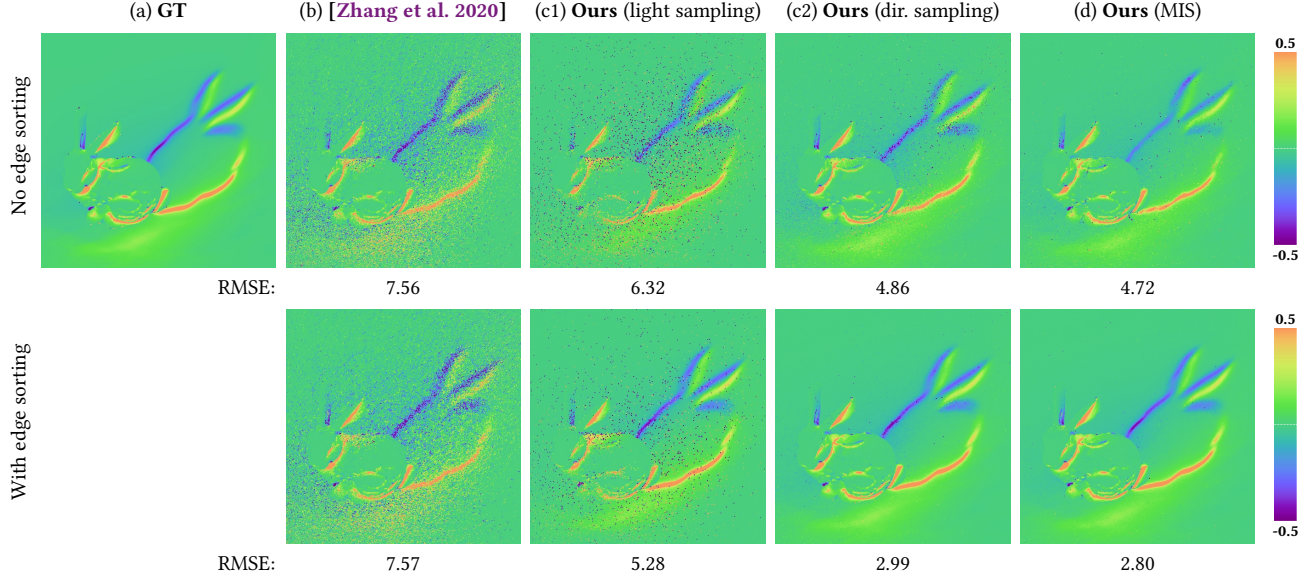 (a) GT
(b) [Zhang et al. 2020]
(c1) Ours (light sampling)
(c2) Ours (dir. sampling)
(d) Ours (MIS)
No edge sorting
0.5
-0.5
RMSE: 7.56 6.32 4.86 4.72
With edge sorting
0.5
-0.5
RMSE: 7.57 5.28 2.99 2.80